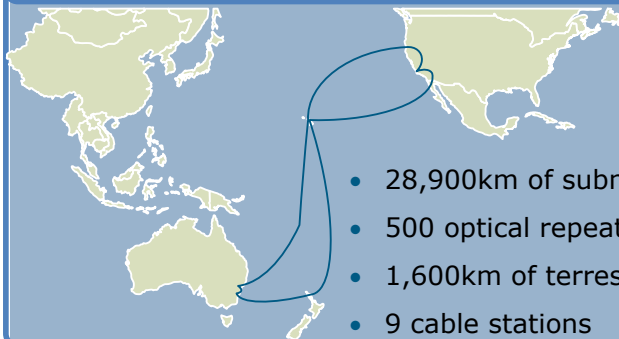 • 28,900km of
• 500 optical
• 1,600km of
• 9 cable stations